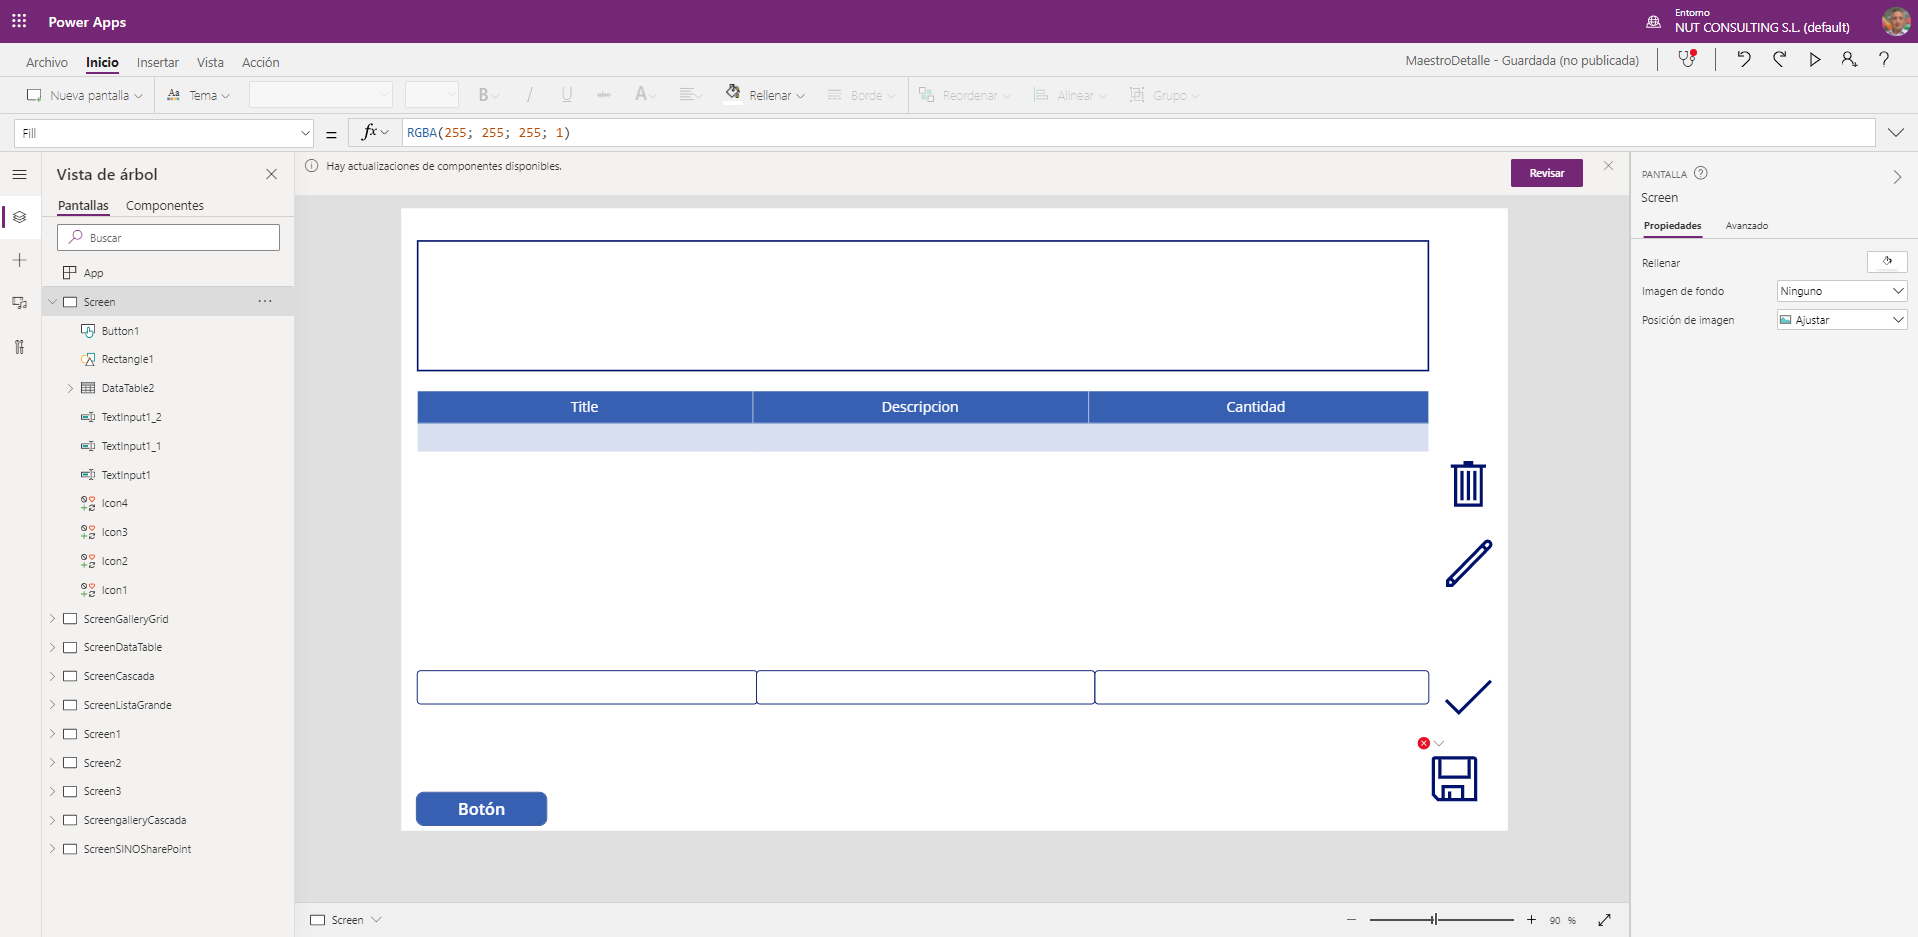 Power Apps
Entorno
NUT CONSULTING S.L. (default)
Archivo Inicio Insertar Vista Acción
MaestroDetalle - Guardada (no publicada)
Nueva pantalla Tema Rellenar Borde Reordenar Alinear Grupo
Fill = fx RGBA(255; 255; 255; 1)
Vista de árbol
Hay actualizaciones de componentes disponibles.
Revisar
Pantallas Componentes
Buscar
App
Screen
Button1
Rectangle1
DataTable2
TextInput1_2
TextInput1_1
TextInput1
Icon4
Icon3
Icon2
Icon1
ScreenGalleryGrid
ScreenDataTable
ScreenCascada
ScreenListaGrande
Screen1
Screen2
Screen3
ScreengalleryCascada
ScreenSINOSharePoint
Title Descripcion Cantidad
Botón
Screen
90 %
PANTALLA
Screen
Propiedades Avanzado
Rellenar
Imagen de fondo Ninguno
Posición de imagen Ajustar